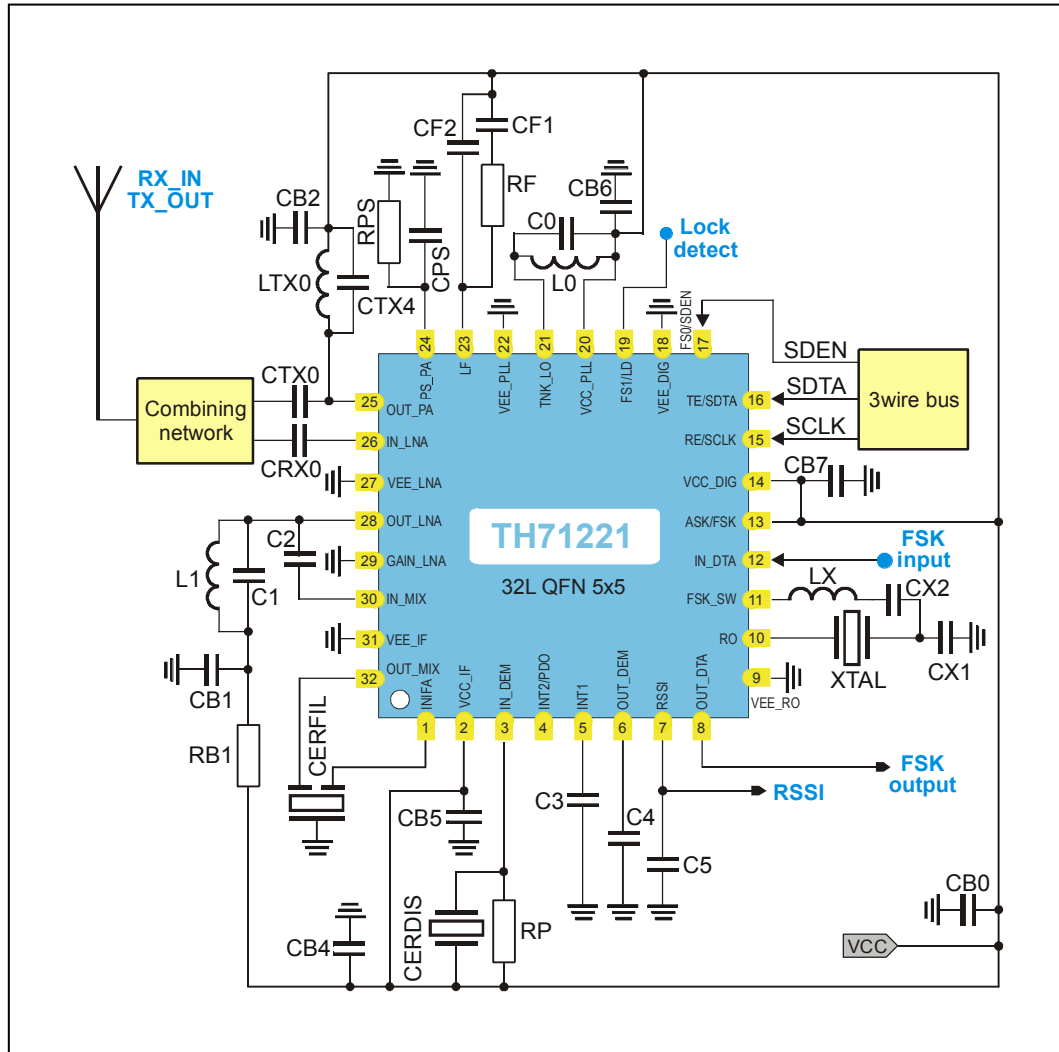 CF2
CF1
RX_IN
TX_OUT
CB2
RPS
CPS
RF
CB6
C0
L0
Lock
detect
LTX0
CTX4
24
23
22
21
20
19
18
17
PS_PA
LF
VEE_PLL
TNK_LO
VCC_PLL
FS1/LD
VEE_DIG
FS0/SDEN
SDEN
SDTA
SCLK
3wire bus
Combining
network
CTX0
CRX0
25
OUT_PA
26
IN_LNA
27
VEE_LNA
28
OUT_LNA
29
GAIN_LNA
30
IN_MIX
31
VEE_IF
32
OUT_MIX
TH71221
32L QFN 5x5
TE/SDTA
16
RE/SCLK
15
VCC_DIG
14
ASK/FSK
13
IN_DTA
12
FSK_SW
11
RO
10
9
VEE_RO
CB7
FSK
input
LX
CX2
XTAL
CX1
L1
C1
C2
CB1
RB1
INIFA
VCC_IF
IN_DEM
INT2/PDO
INT1
OUT_DEM
RSSI
OUT_DTA
1
2
3
4
5
6
7
8
CERFIL
CB5
C3
C4
C5
RSSI
FSK
output
CB4
CERDIS
RP
CB0
VCC